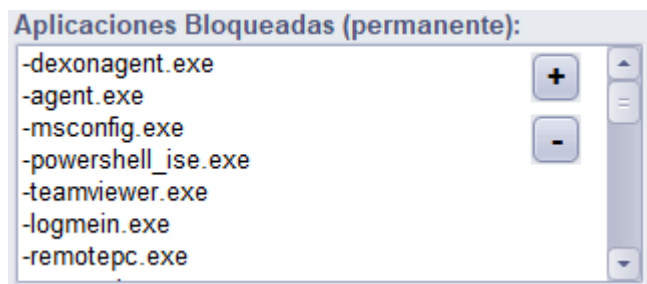 Aplicaciones Bloqueadas (permanente):
-dexonagent.exe
-agent.exe
-msconfig.exe
-powershell_ise.exe
-teamviewer.exe
-logmein.exe
-remotepc.exe
+
-